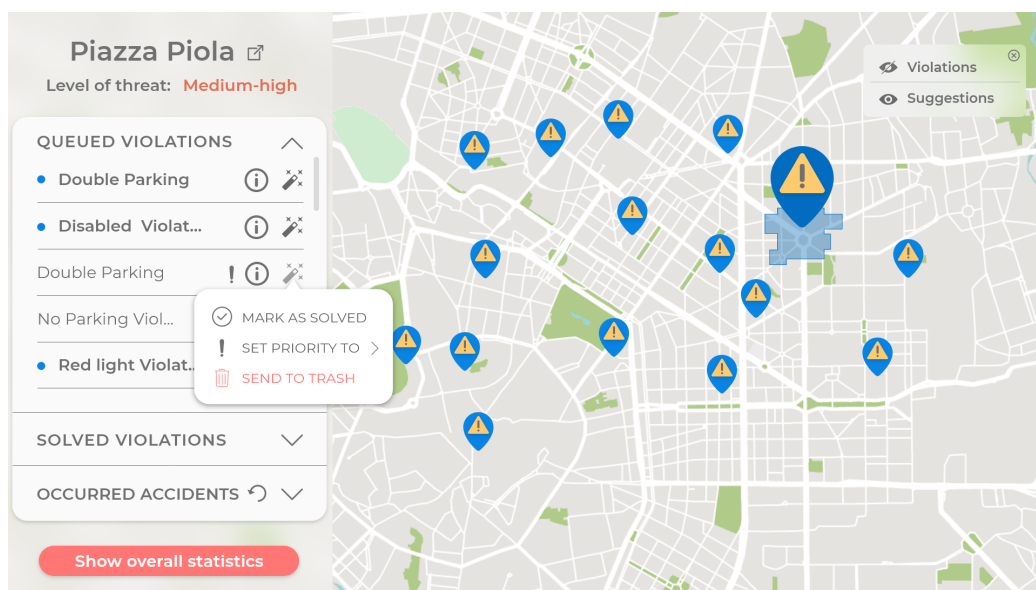 Piazza Piola
Level of threat: Medium-high
QUEUED VIOLATIONS
Double Parking
Disabled Violat...
Double Parking
No Parking Viol...
Red light Violat..
MARK AS SOLVED
SET PRIORITY TO
SEND TO TRASH
SOLVED VIOLATIONS
OCCURRED ACCIDENTS
Show overall statistics
Violations
Suggestions